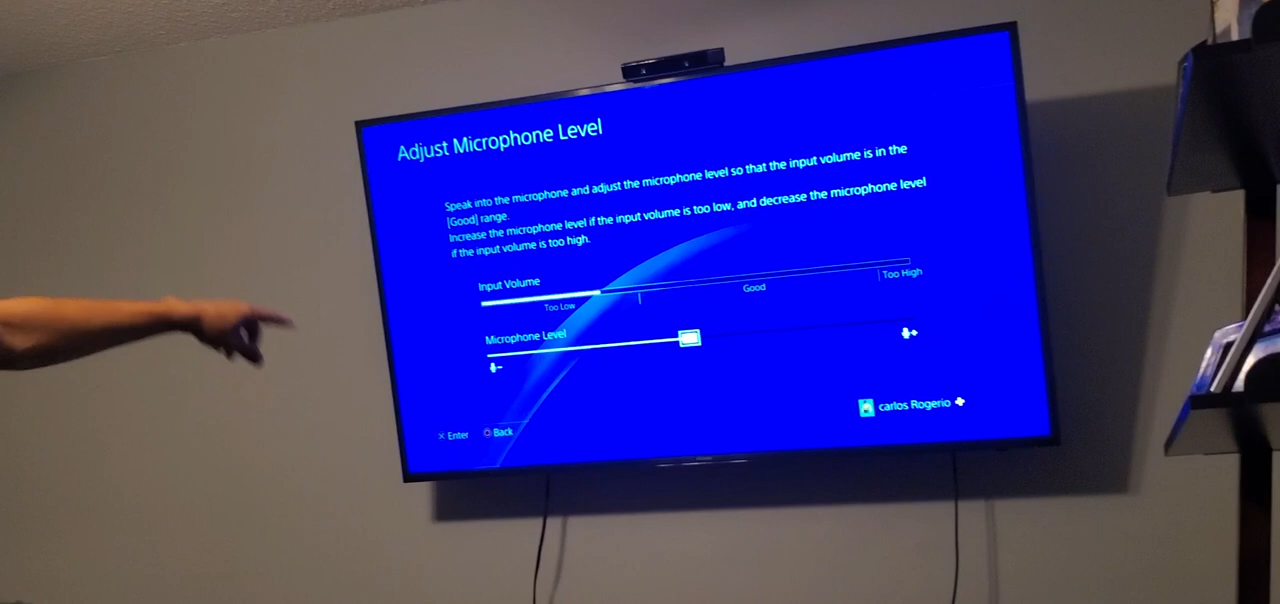 Adjust Microphone Level
Speak into the microphone and adjust the microphone level so that the input volume is in the
[Good] range.
Increase the microphone level if the input volume is too low, and decrease the microphone level
if the input volume is too high.
Input Volume
Too Low
Good
Too High
Microphone Level
carlos Rogerio
Enter
Back